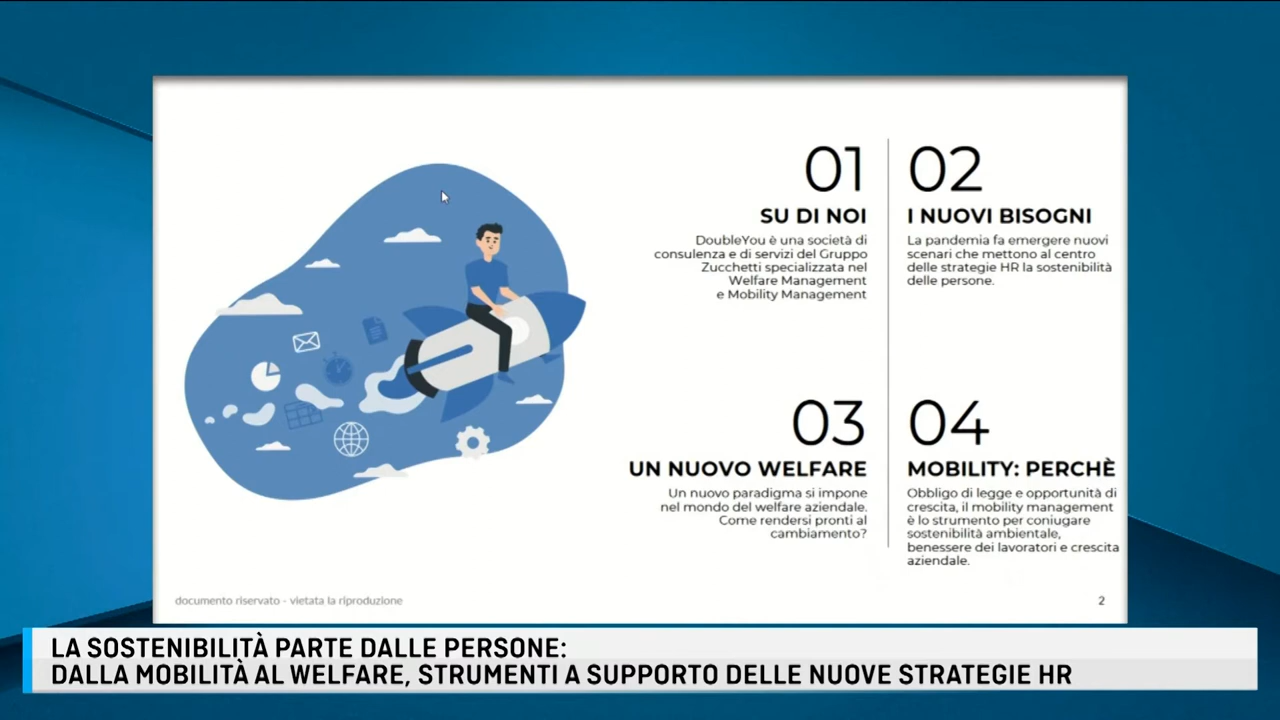 01
SU DI NOI
DoubleYou è una società di
consulenza e di servizi del Gruppo
Zucchetti specializzata nel
Welfare Management
e Mobility Management
02
I NUOVI BISOGNI
La pandemia fa emergere nuovi
scenari che mettono al centro
delle strategie HR la sostenibilità
delle persone.
03
UN NUOVO WELFARE
Un nuovo paradigma si impone
nel mondo del welfare aziendale.
Come rendersi pronti al
cambiamento?
04
MOBILITY: PERCHÈ
Obbligo di legge e opportunità di
crescita, il mobility management
è lo strumento per coniugare
sostenibilità ambientale,
benessere dei lavoratori e crescita
aziendale.
documento riservato - vietata la riproduzione
2
LA SOSTENIBILITÀ PARTE DALLE PERSONE:
DALLA MOBILITÀ AL WELFARE, STRUMENTI A SUPPORTO DELLE NUOVE STRATEGIE HR